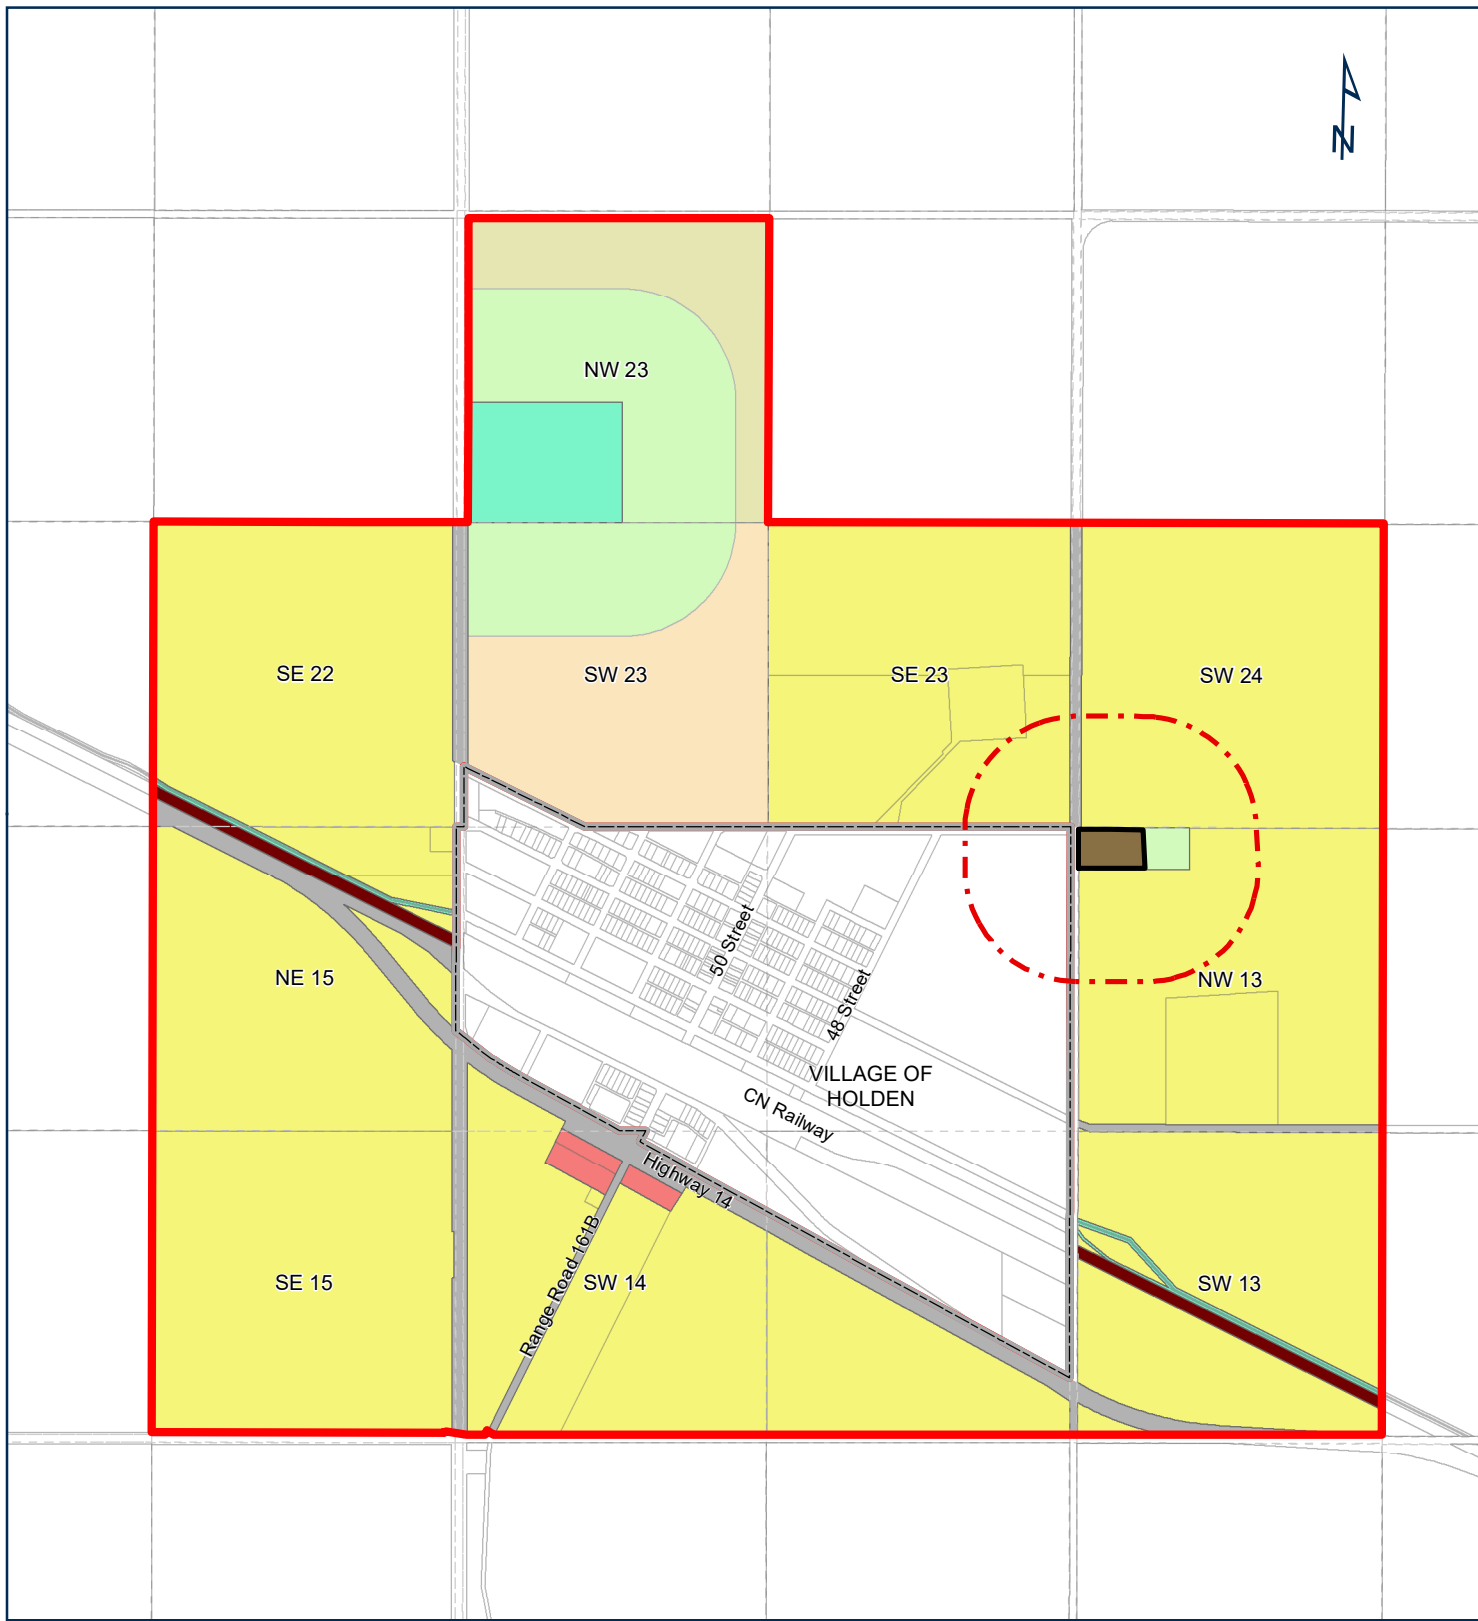 N
NW 23
SE 22
SW 23
SE 23
SW 24
50 Street
NE 15
NW 13
48 Street
VILLAGE OF
HOLDEN
CN Railway
Highway 14
Range Road 161B
SE 15
SW 14
SW 13